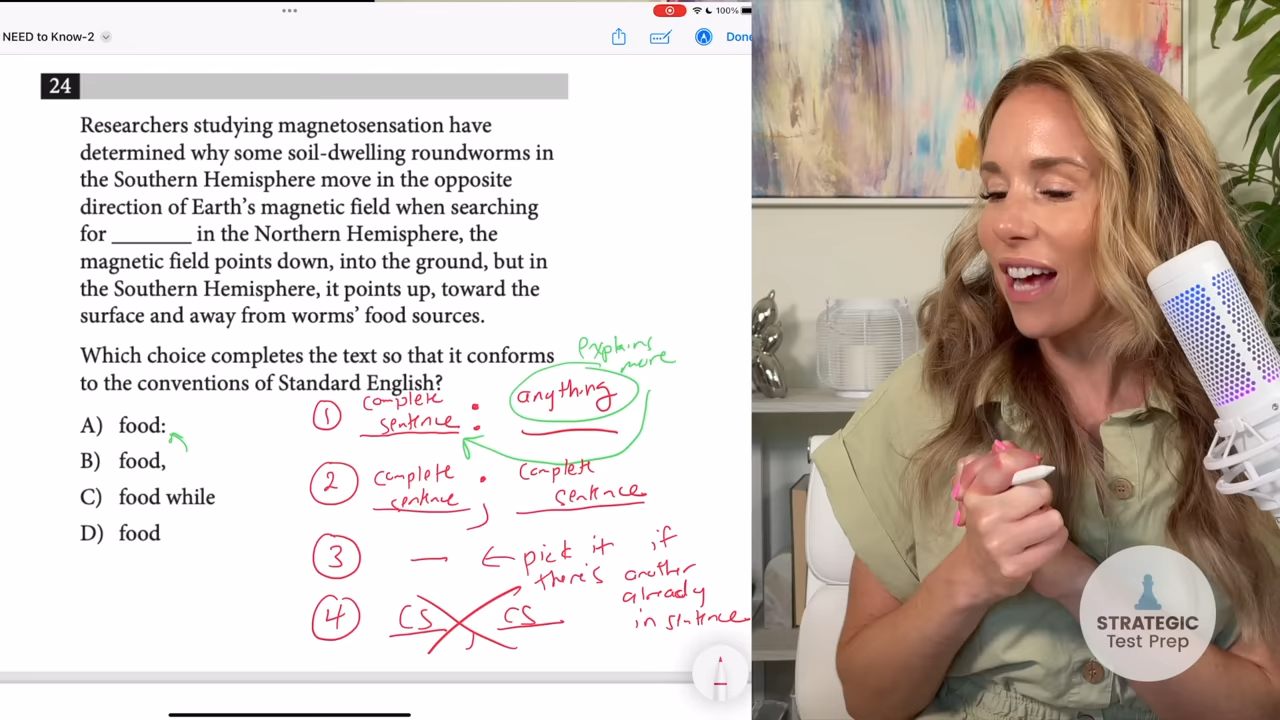 100%
NEED to Know-2
Done
24
Researchers studying magnetosensation have
determined why some soil-dwelling roundworms in
the Southern Hemisphere move in the opposite
direction of Earth's magnetic field when searching
for ________ in the Northern Hemisphere, the
magnetic field points down, into the ground, but in
the Southern Hemisphere, it points up, toward the
surface and away from worms' food sources.
Which choice completes the text so that it conforms
to the conventions of Standard English?
A) food:
B) food,
C) food while
D) food
explains
more
① complete
sentence : anything
② complete
sentence ; complete
sentence
③ — ← pick it if
there's another
already
in sentence
④ CS , CS
STRATEGIC
Test Prep